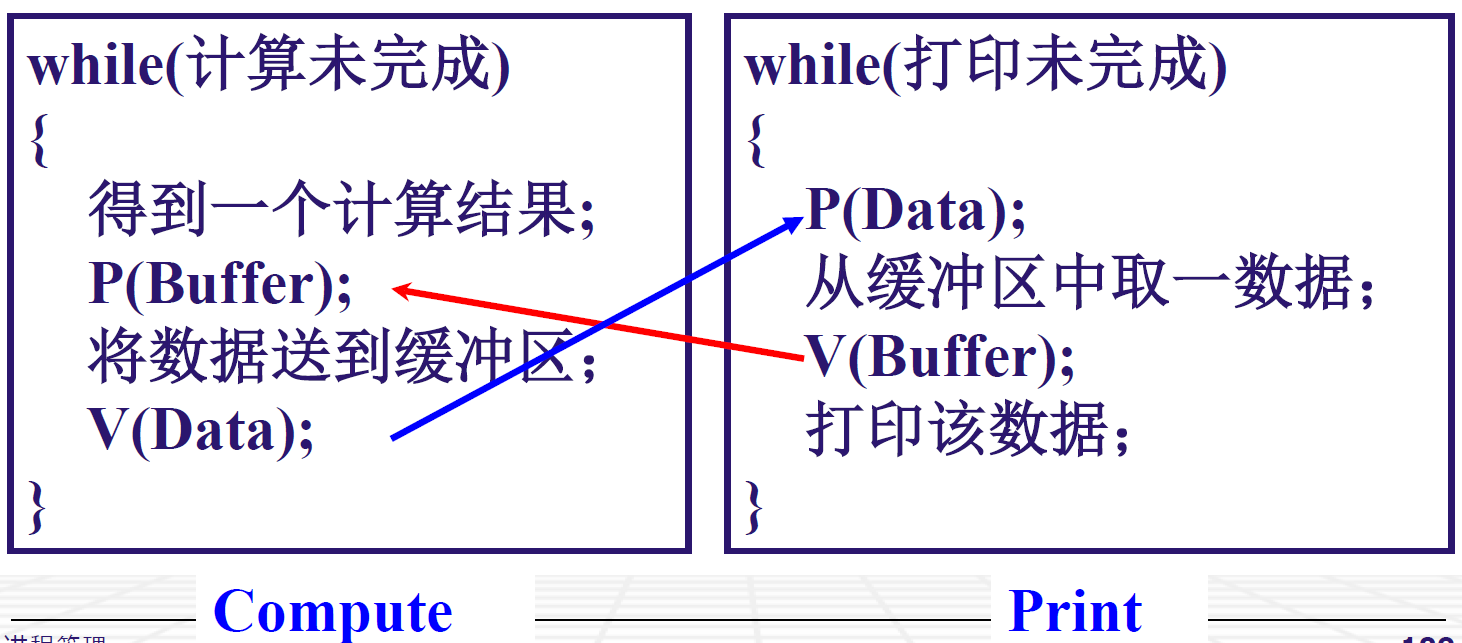 while(计算未完成)
{
得到一个计算结果;
P(Buffer);
将数据送到缓冲区；
V(Data);
}
while(打印未完成)
{
P(Data);
从缓冲区中取一数据；
V(Buffer);
打印该数据；
}
Compute
Print
进程管理